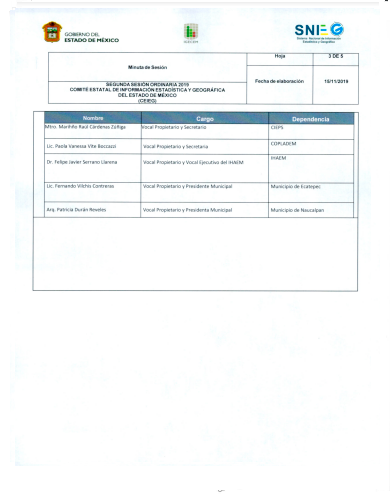 GOBIERNO DEL
ESTADO DE MÉXICO
SNIEG
Sistema Nacional de Información
Estadística y Geográfica
Minuta de Sesión
Hoja 3 DE 5
SEGUNDA SESIÓN ORDINARIA 2019
COMITÉ ESTATAL DE INFORMACIÓN ESTADÍSTICA Y GEOGRÁFICA
DEL ESTADO DE MÉXICO
(CEIEG)
Fecha de elaboración 15/11/2019
Nombre Cargo Dependencia
Mtro. Mariñio Raúl Cárdenas Zúñiga Vocal Propietario y Secretario CIEPS
Lic. Paola Vanessa Vite Boccazzi Vocal Propietario y Secretaria COPLADEM
Dr. Felipe Javier Serrano Llarena Vocal Propietario y Vocal Ejecutivo del IHAEM IHAEM
Lic. Fernando Vilchis Contreras Vocal Propietario y Presidente Municipal Municipio de Ecatepec
Arq. Patricia Durán Reveles Vocal Propietario y Presidenta Municipal Municipio de Naucalpan